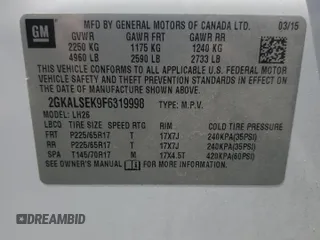 GM
MFD BY GENERAL MOTORS OF CANADA LTD. 03/15
GVWR GAWR FRT GAWR RR
2250 KG 1175 KG 1240 KG
4960 LB 2590 LB 2733 LB
THIS VEHICLE CONFORMS TO ALL APPLICABLE U.S. FEDERAL MOTOR
VEHICLE SAFETY, BUMPER, AND THEFT PREVENTION STANDARDS
IN EFFECT ON THE DATE OF MANUFACTURE SHOWN ABOVE.
2GKALSEK9F6319998 TYPE: M.P.V.
MODEL: LH26
LBCQ TIRE SIZE SPEED RTG RIM COLD TIRE PRESSURE
FRT P225/65R17 T 17X7J 240KPA(35PSI)
RR P225/65R17 T 17X7J 240KPA(35PSI)
SPA T145/70R17 M 17X4.5T 420KPA(60PSI)
SEE OWNER'S MANUAL FOR ADDITIONAL INFORMATION
DREAMBID